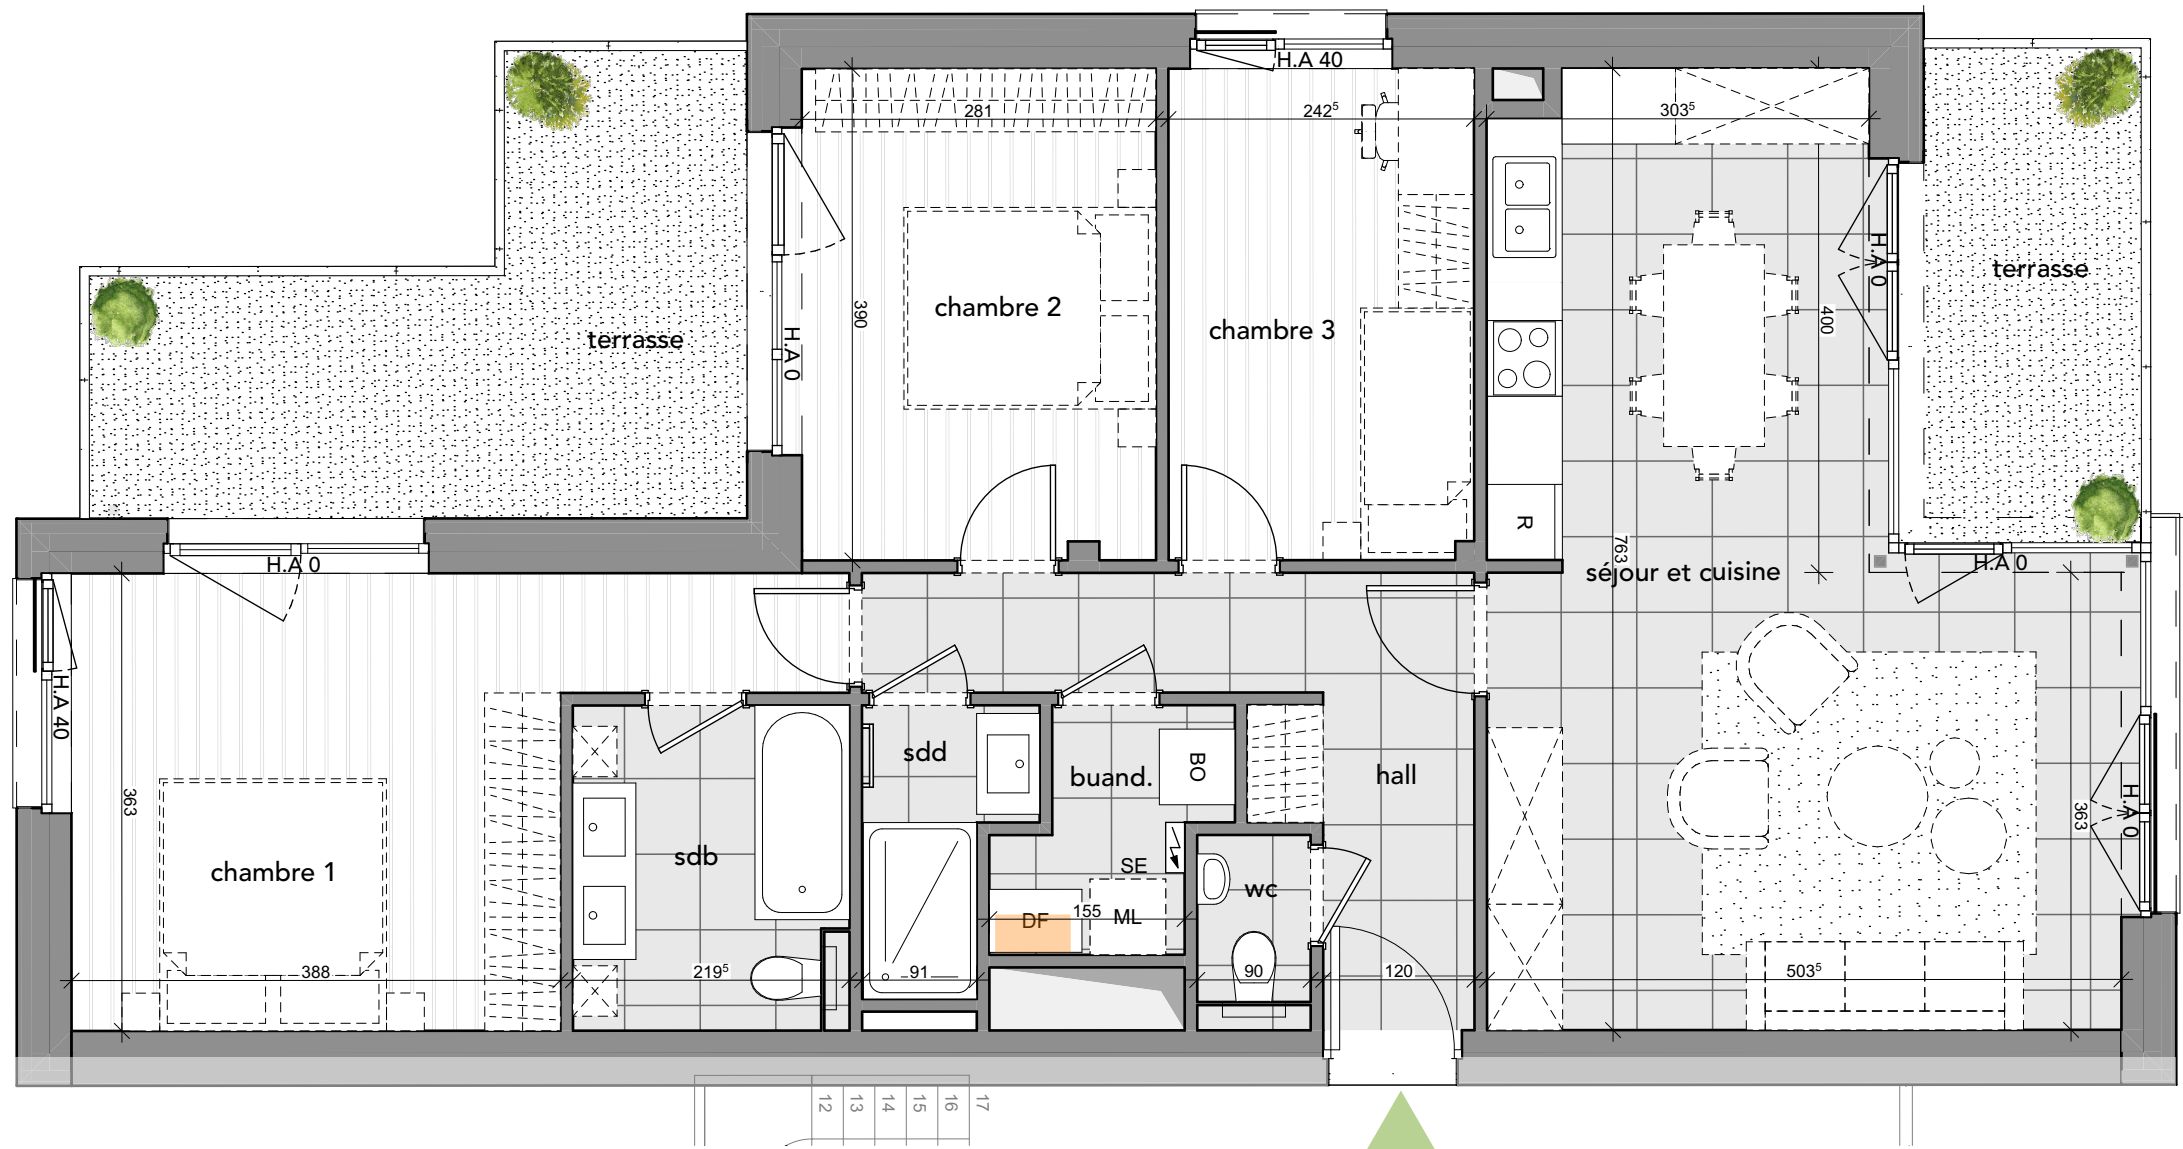 H.A 40
281
242⁵
303⁵
H.A 0
terrasse
terrasse
chambre 2
390
400
chambre 3
H.A 0
R
763
H.A 0
séjour et cuisine
H.A 0
H.A 40
sdd
buand.
BO
hall
363
363
H.A 0
sdb
chambre 1
SE
wc
DF
155
ML
388
219⁵
91
90
120
503⁵
12
13
14
15
16
17